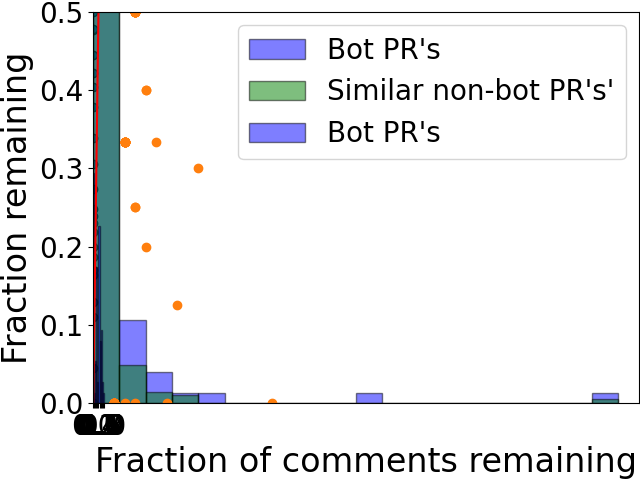 Bot PR's
Similar non-bot PR's'
Bot PR's
Fraction remaining
0.5
0.4
0.3
0.2
0.1
0.0
Fraction of comments remaining